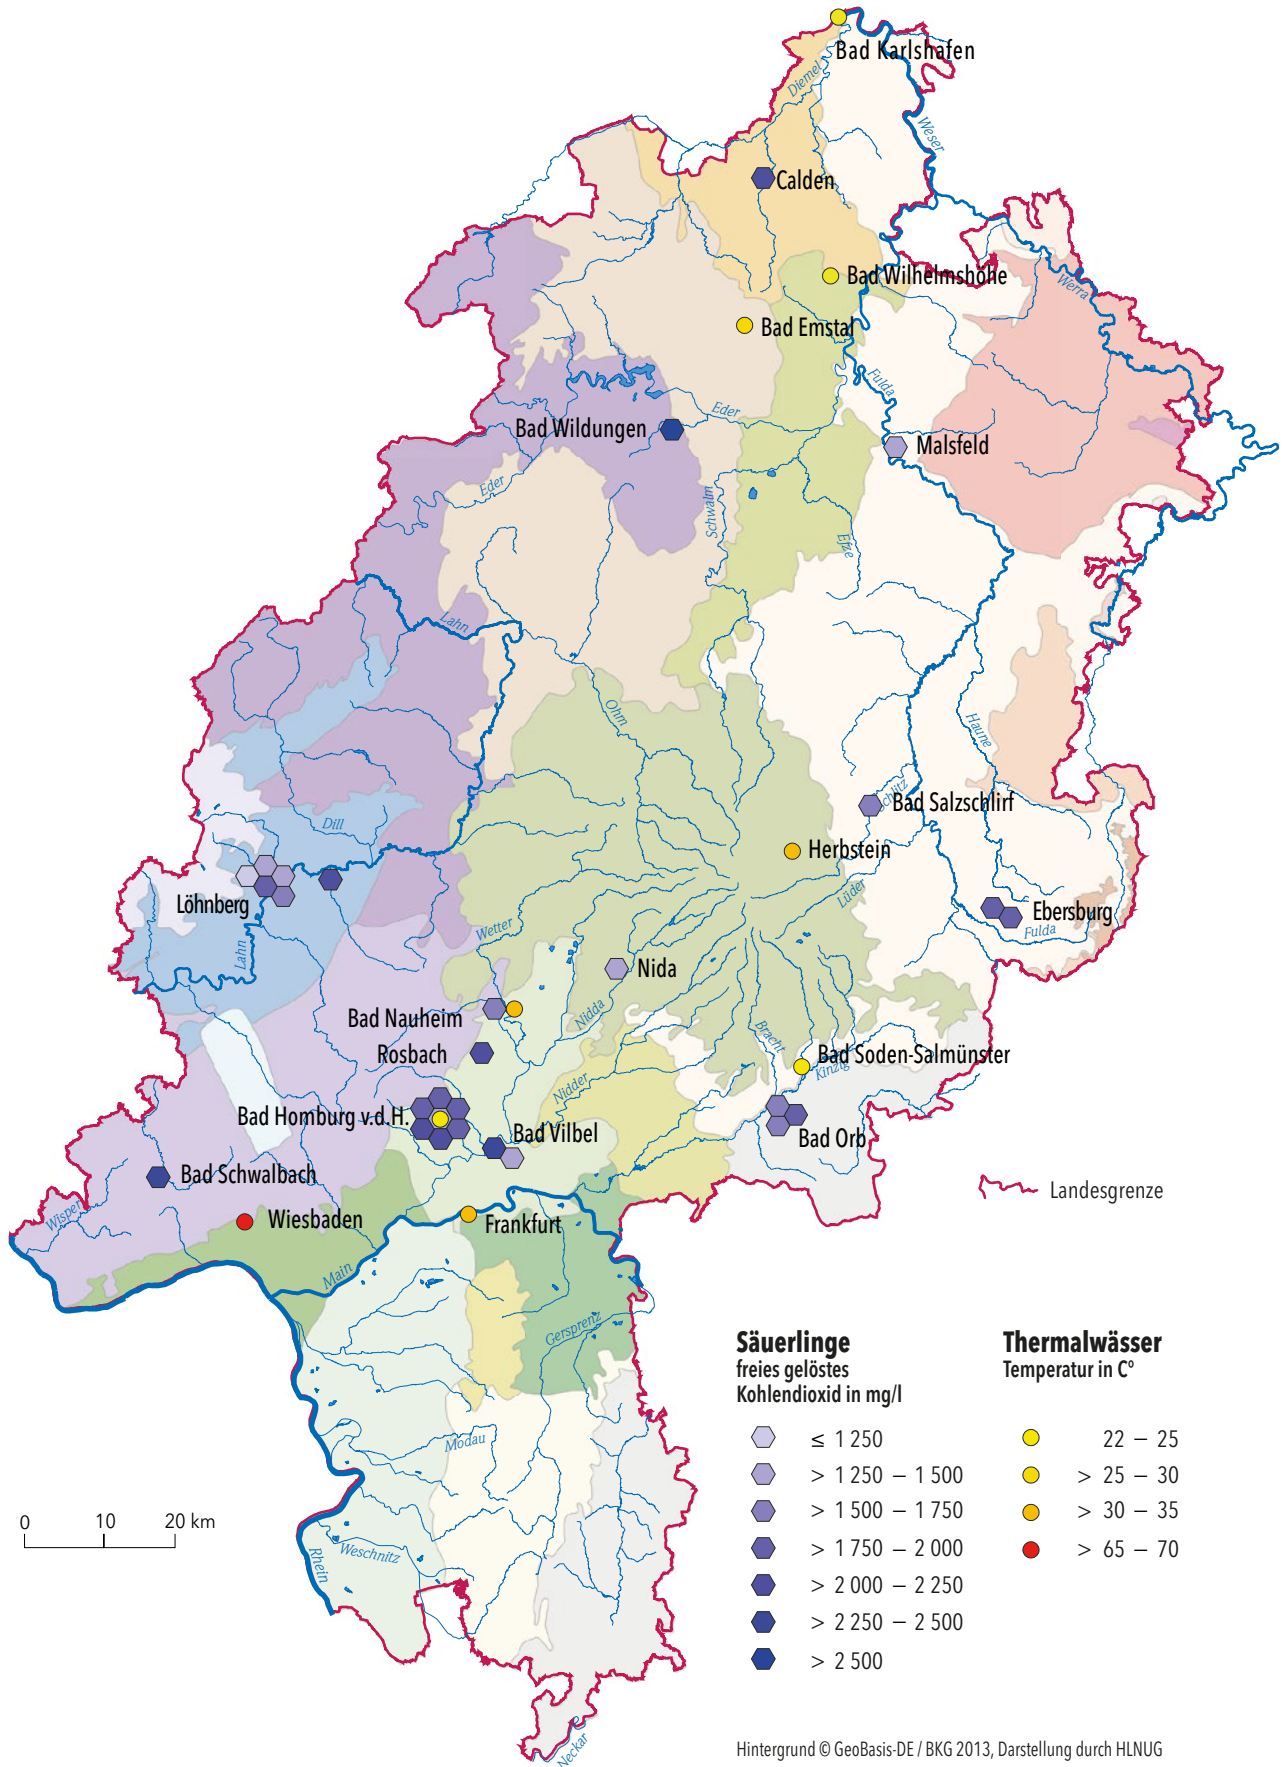 Bad Karlshafen
Diemel
Weser
Calden
Bad Wilhelmshöhe
Werra
Bad Emstal
Fulda
Eder
Bad Wildungen
Malsfeld
Eder
Schwalm
Efze
Lahn
Ohm
Haune
Schlitz
Bad Salzschlirf
Dill
Herbstein
Löhnberg
Lüder
Ebersburg
Fulda
Wetter
Lahn
Nida
Bad Nauheim
Nidda
Rosbach
Bracht
Bad Soden-Salmünster
Kinzig
Nidder
Bad Homburg v.d.H.
Bad Vilbel
Bad Orb
Bad Schwalbach
Landesgrenze
Wisper
Wiesbaden
Frankfurt
Main
Gersprenz
Säuerlinge
freies gelöstes
Kohlendioxid in mg/l
≤ 1 250
> 1 250 – 1 500
> 1 500 – 1 750
> 1 750 – 2 000
> 2 000 – 2 250
> 2 250 – 2 500
> 2 500
Thermalwässer
Temperatur in C°
22 – 25
> 25 – 30
> 30 – 35
> 65 – 70
Modau
0 10 20 km
Rhein
Weschnitz
Neckar
Hintergrund © GeoBasis-DE / BKG 2013, Darstellung durch HLNUG